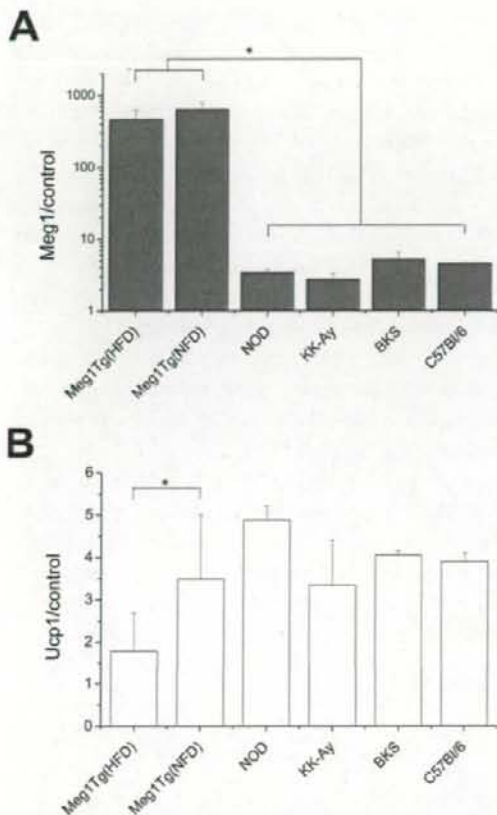 A
*
1000
100
10
1
Meg1/control
Meg1Tg(HFD)
Meg1Tg(NFD)
NOD
KK-Ay
BKS
C57Bl/6
B
*
6
5
4
3
2
1
0
Ucp1/control
Meg1Tg(HFD)
Meg1Tg(NFD)
NOD
KK-Ay
BKS
C57Bl/6